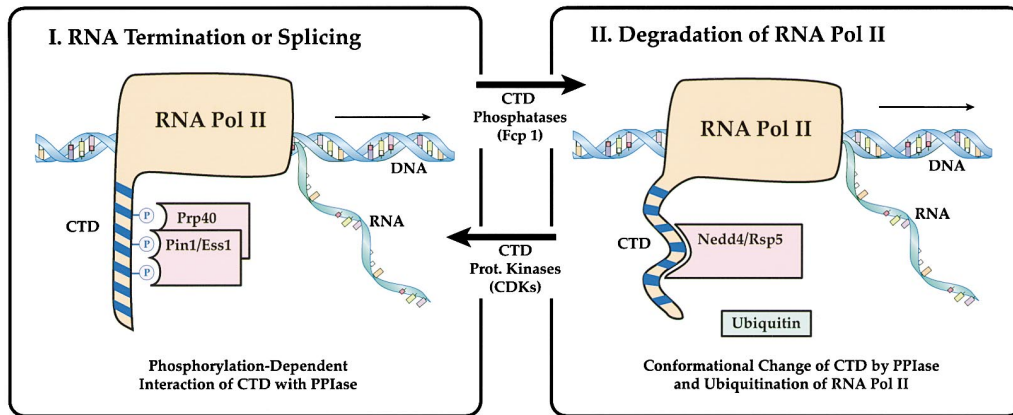 I. RNA Termination or Splicing
RNA Pol II
DNA
RNA
CTD
P
Prp40
P
Pin1/Ess1
P
Phosphorylation-Dependent
Interaction of CTD with PPIase
CTD
Phosphatases
(Fcp 1)
CTD
Prot. Kinases
(CDKs)
II. Degradation of RNA Pol II
RNA Pol II
DNA
RNA
CTD
Nedd4/Rsp5
Ubiquitin
Conformational Change of CTD by PPIase
and Ubiquitination of RNA Pol II